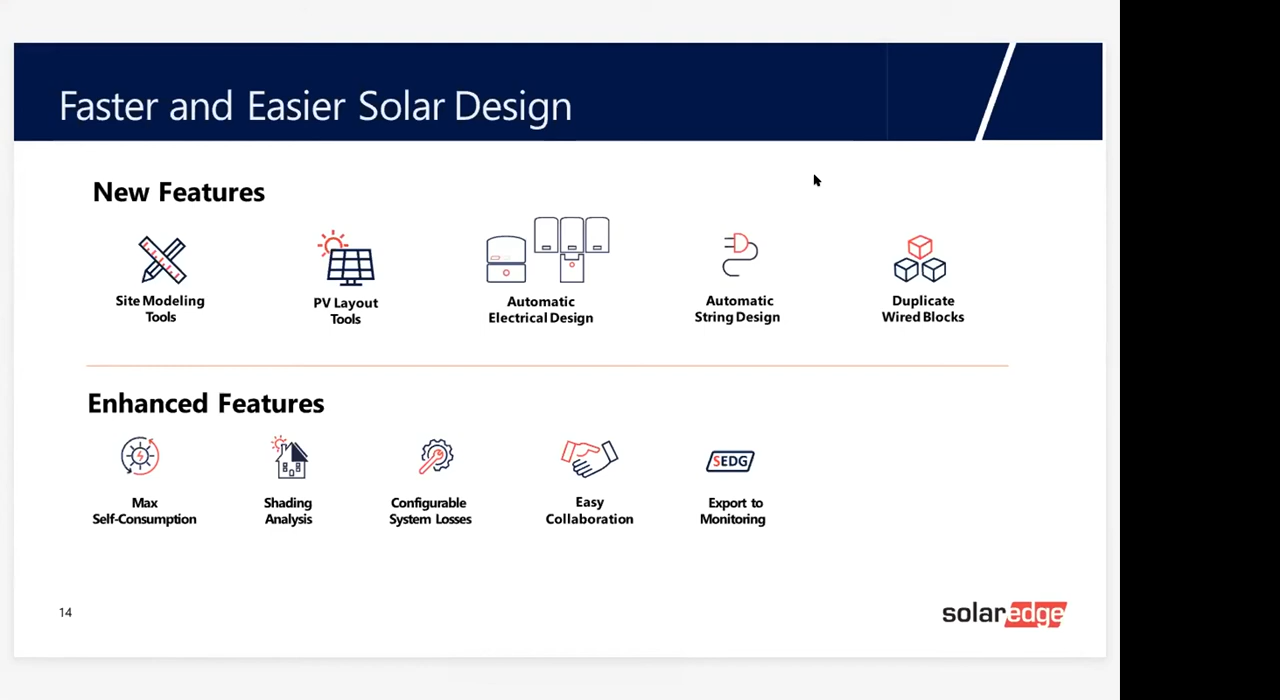 Faster and Easier Solar Design
New Features
Site Modeling
Tools
PV Layout
Tools
Automatic
Electrical Design
Automatic
String Design
Duplicate
Wired Blocks
Enhanced Features
Max
Self-Consumption
Shading
Analysis
Configurable
System Losses
Easy
Collaboration
SEDG
Export to
Monitoring
14
solaredge